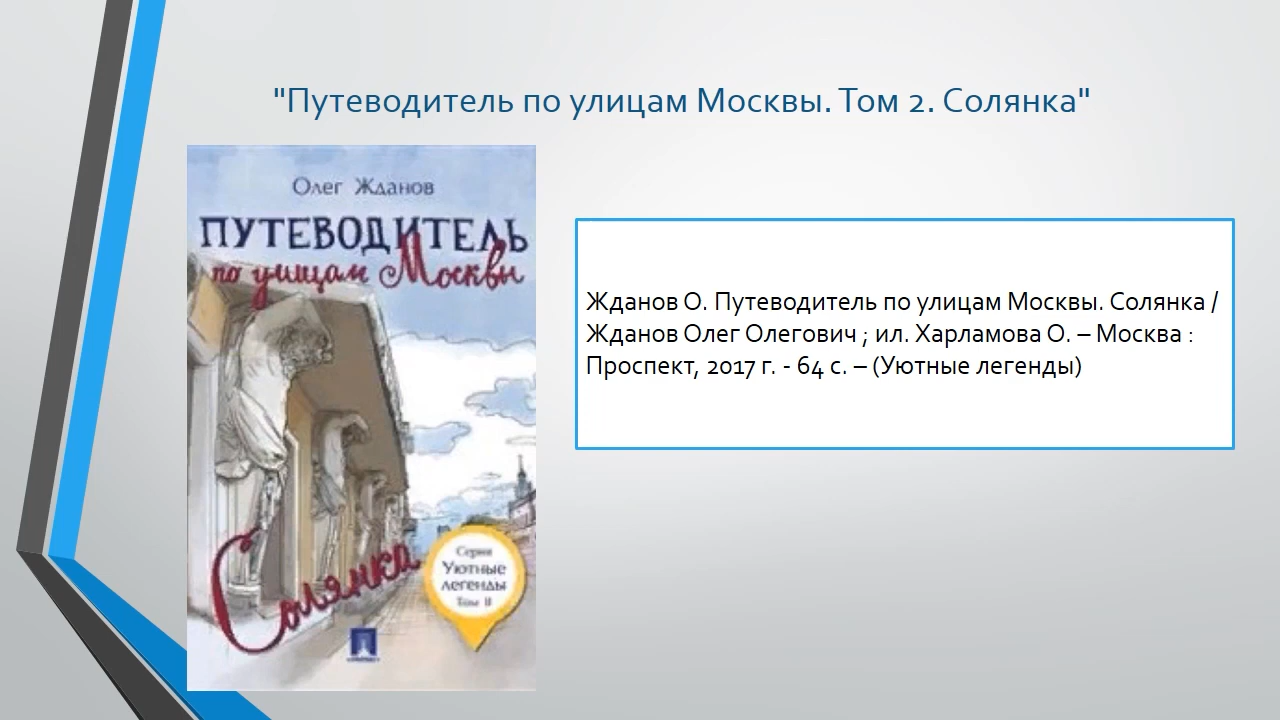 "Путеводитель по улицам Москвы. Том 2. Солянка"
Олег Жданов
ПУТЕВОДИТЕЛЬ
по улицам Москвы
Солянка
Серия
Уютные
легенды
Том II
Жданов О. Путеводитель по улицам Москвы. Солянка /
Жданов Олег Олегович ; ил. Харламова О. – Москва :
Проспект, 2017 г. - 64 с. – (Уютные легенды)